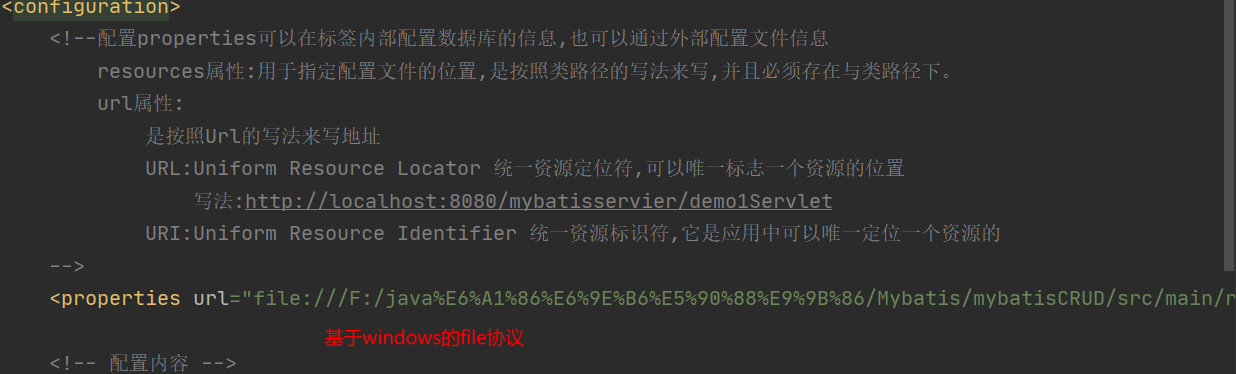 <configuration>
<!--配置properties可以在标签内部配置数据库的信息,也可以通过外部配置文件信息
resources属性:用于指定配置文件的位置,是按照类路径的写法来写,并且必须存在与类路径下。
url属性:
是按照Url的写法来写地址
URL:Uniform Resource Locator 统一资源定位符,可以唯一标志一个资源的位置
写法:http://localhost:8080/mybatisservier/demo1Servlet
URI:Uniform Resource Identifier 统一资源标识符,它是应用中可以唯一定位一个资源的
-->
<properties url="file:///F:/java%E6%A1%86%E6%9E%B6%E5%90%88%E9%9B%86/Mybatis/mybatisCRUD/src/main/r
基于windows的file协议
<!-- 配置内容 -->